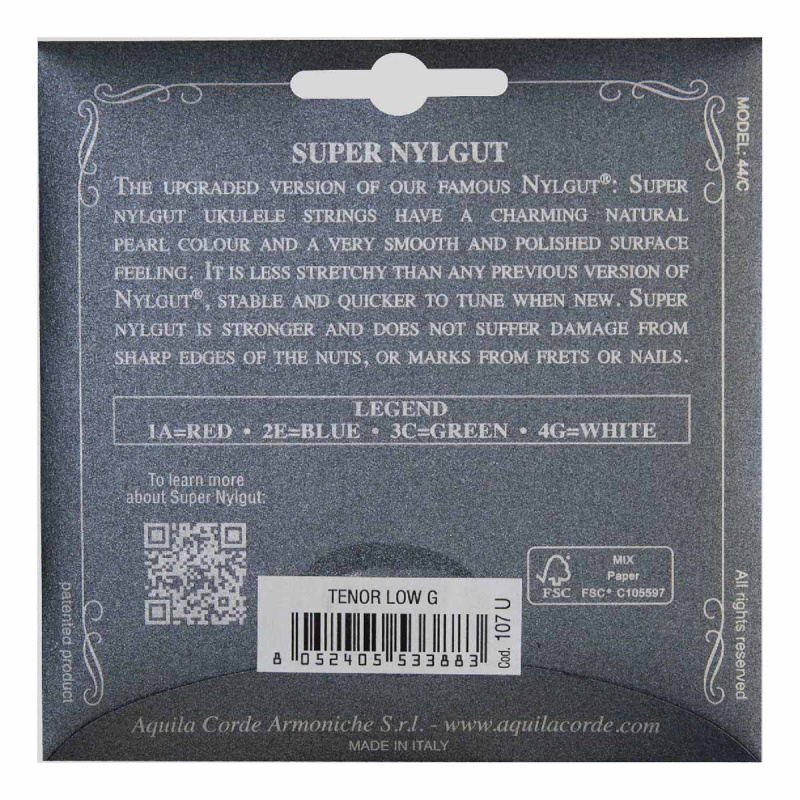 SUPER NYLGUT
THE UPGRADED VERSION OF OUR FAMOUS NYLGUT®: SUPER
NYLGUT UKULELE STRINGS HAVE A CHARMING NATURAL
PEARL COLOUR AND A VERY SMOOTH AND POLISHED SURFACE
FEELING. IT IS LESS STRETCHY THAN ANY PREVIOUS VERSION OF
NYLGUT®, STABLE AND QUICKER TO TUNE WHEN NEW. SUPER
NYLGUT IS STRONGER AND DOES NOT SUFFER DAMAGE FROM
SHARP EDGES OF THE NUTS, OR MARKS FROM FRETS OR NAILS.
MODEL: 44/C
LEGEND
1A=RED • 2E=BLUE • 3C=GREEN • 4G=WHITE
To learn more
about Super Nylgut:
patented product
TENOR LOW G
8 052405 533883
Cod. 107 U
FSC
MIX
Paper
FSC® C105597
All rights reserved
Aquila Corde Armoniche S.r.l. - www.aquilacorde.com
MADE IN ITALY